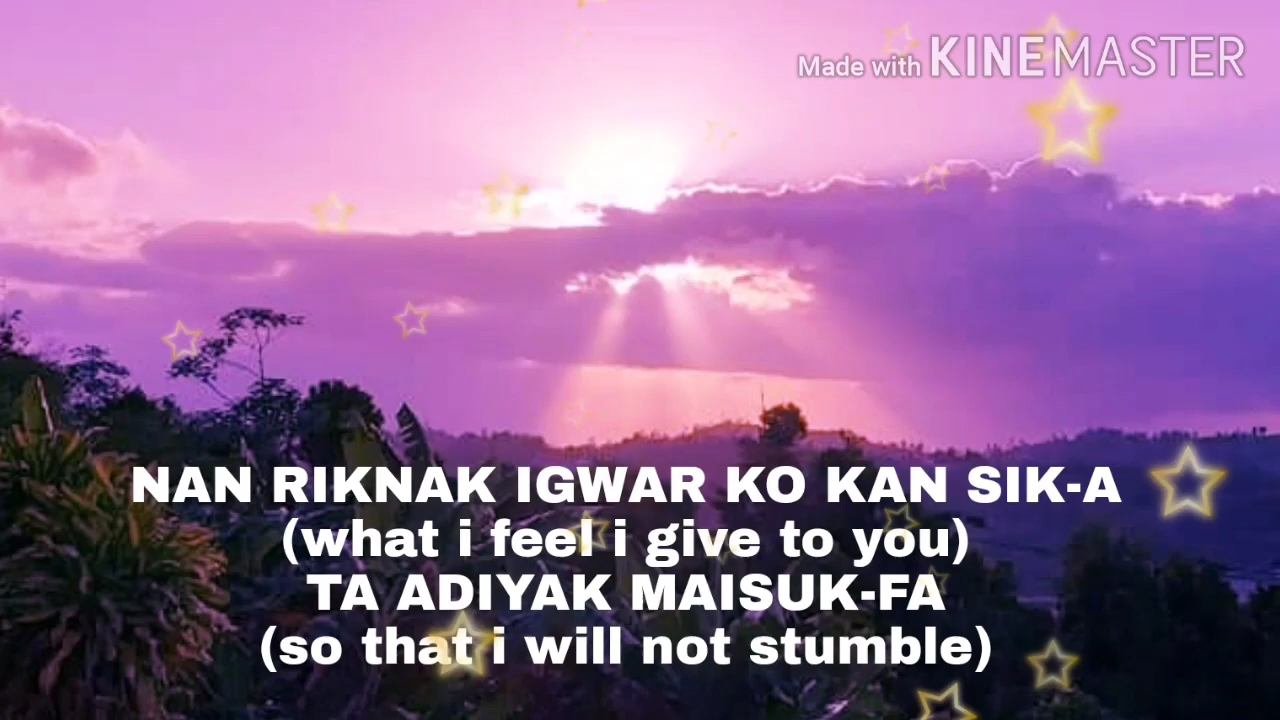 Made with KINEMASTER
NAN RIKNAK IGWAR KO KAN SIK-A
(what i feel i give to you)
TA ADIYAK MAISUK-FA
(so that i will not stumble)